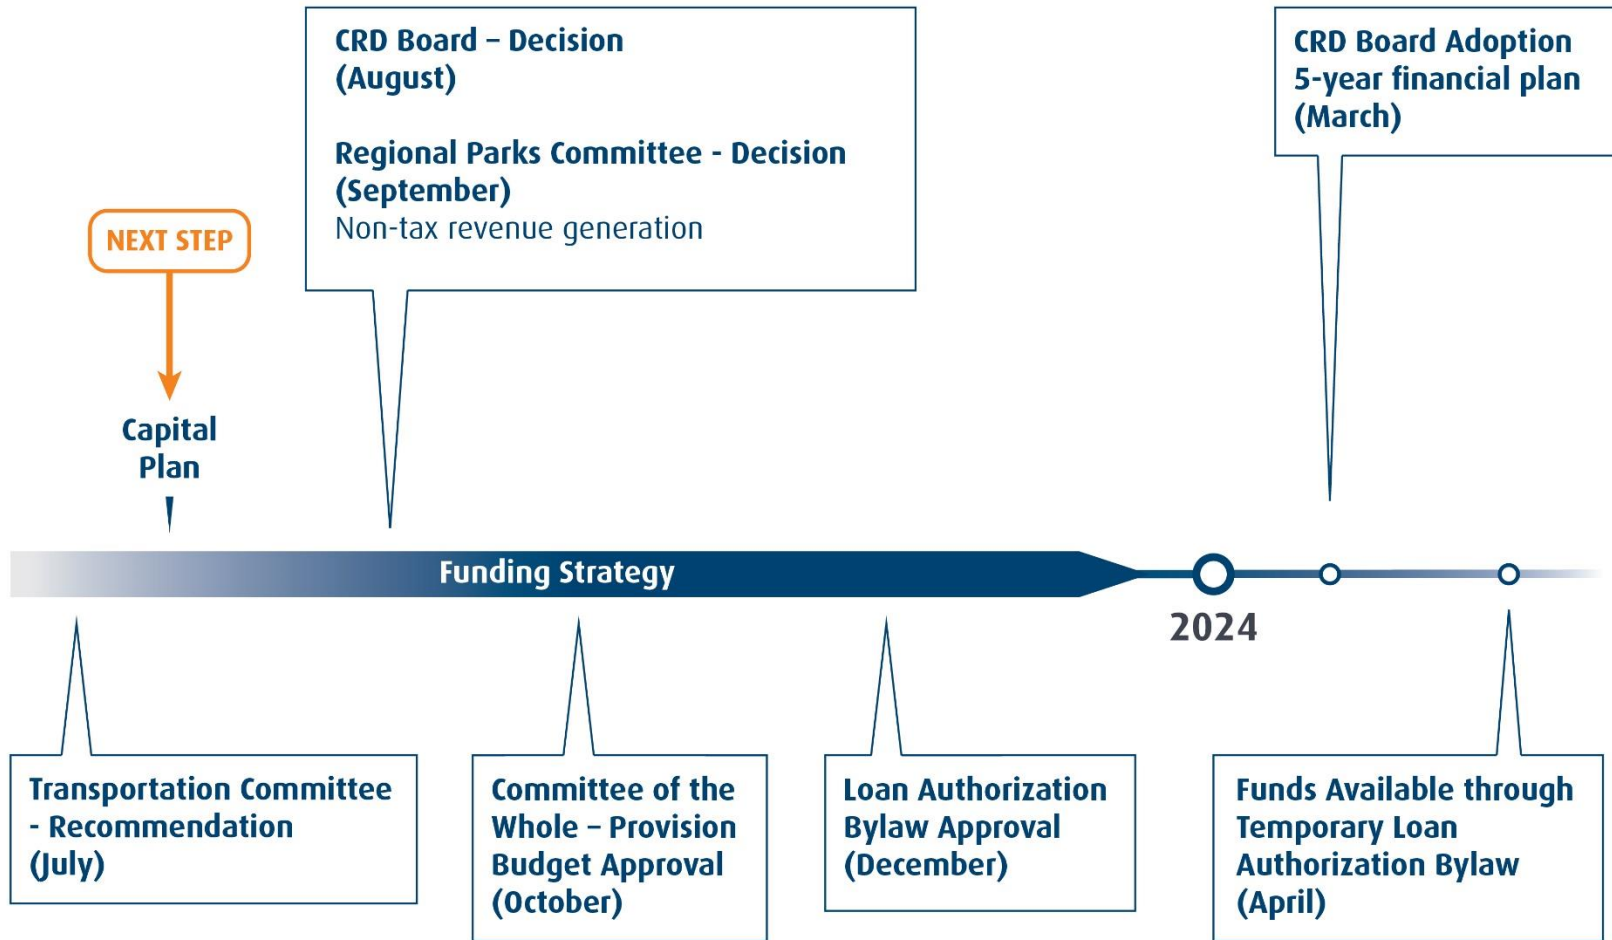 CRD Board – Decision
(August)
Regional Parks Committee - Decision
(September)
Non-tax revenue generation
CRD Board Adoption
5-year financial plan
(March)
NEXT STEP
Capital
Plan
Funding Strategy
2024
Transportation Committee
- Recommendation
(July)
Committee of the
Whole – Provision
Budget Approval
(October)
Loan Authorization
Bylaw Approval
(December)
Funds Available through
Temporary Loan
Authorization Bylaw
(April)